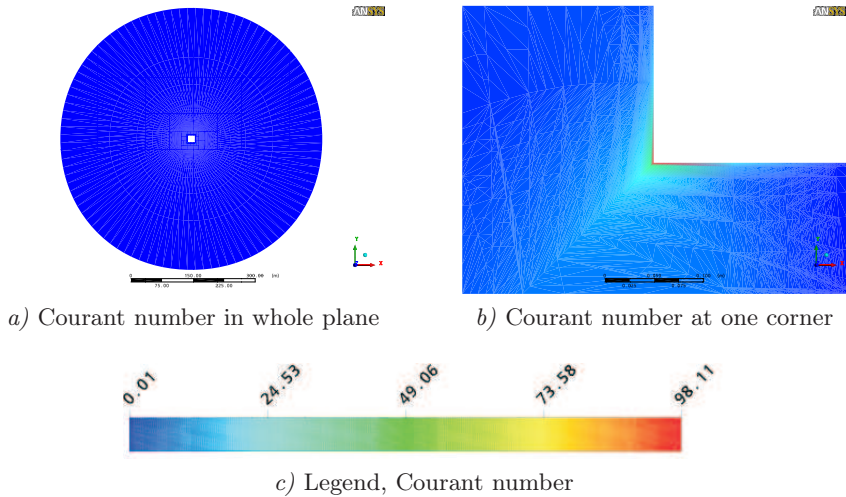 ANSYS
ANSYS
Y
X
0
150.00
300.00 (m)
75.00
225.00
a) Courant number in whole plane
b) Courant number at one corner
0.01
24.53
49.06
73.58
98.11
c) Legend, Courant number